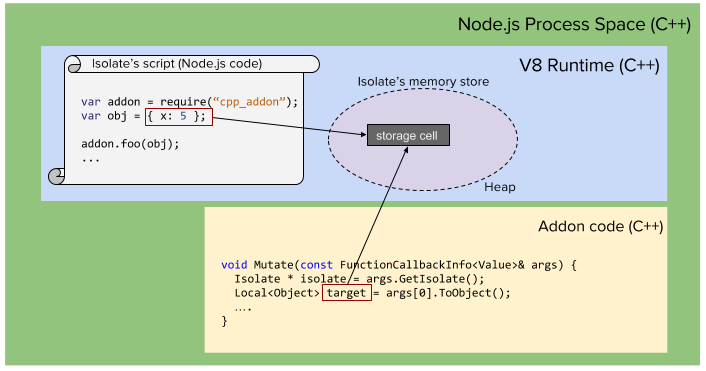 Node.js Process Space (C++)
V8 Runtime (C++)
Isolate's script (Node.js code)
var addon = require(“cpp_addon”);
var obj = { x: 5 };
addon.foo(obj);
...
Isolate's memory store
storage cell
Heap
Addon code (C++)
void Mutate(const FunctionCallbackInfo<Value>& args) {
Isolate * isolate = args.GetIsolate();
Local<Object> target = args[0].ToObject();
....
}